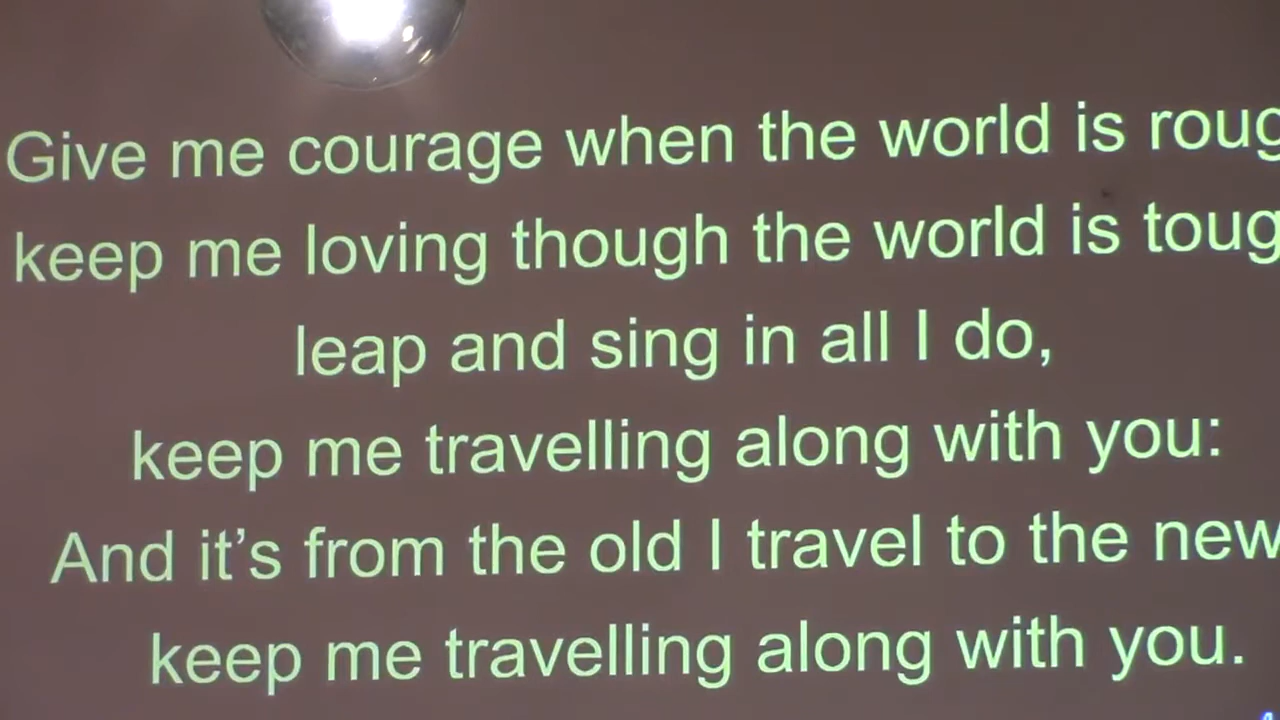 Give me courage when the world is roug
keep me loving though the world is toug
leap and sing in all I do,
keep me travelling along with you:
And it’s from the old I travel to the new
keep me travelling along with you.